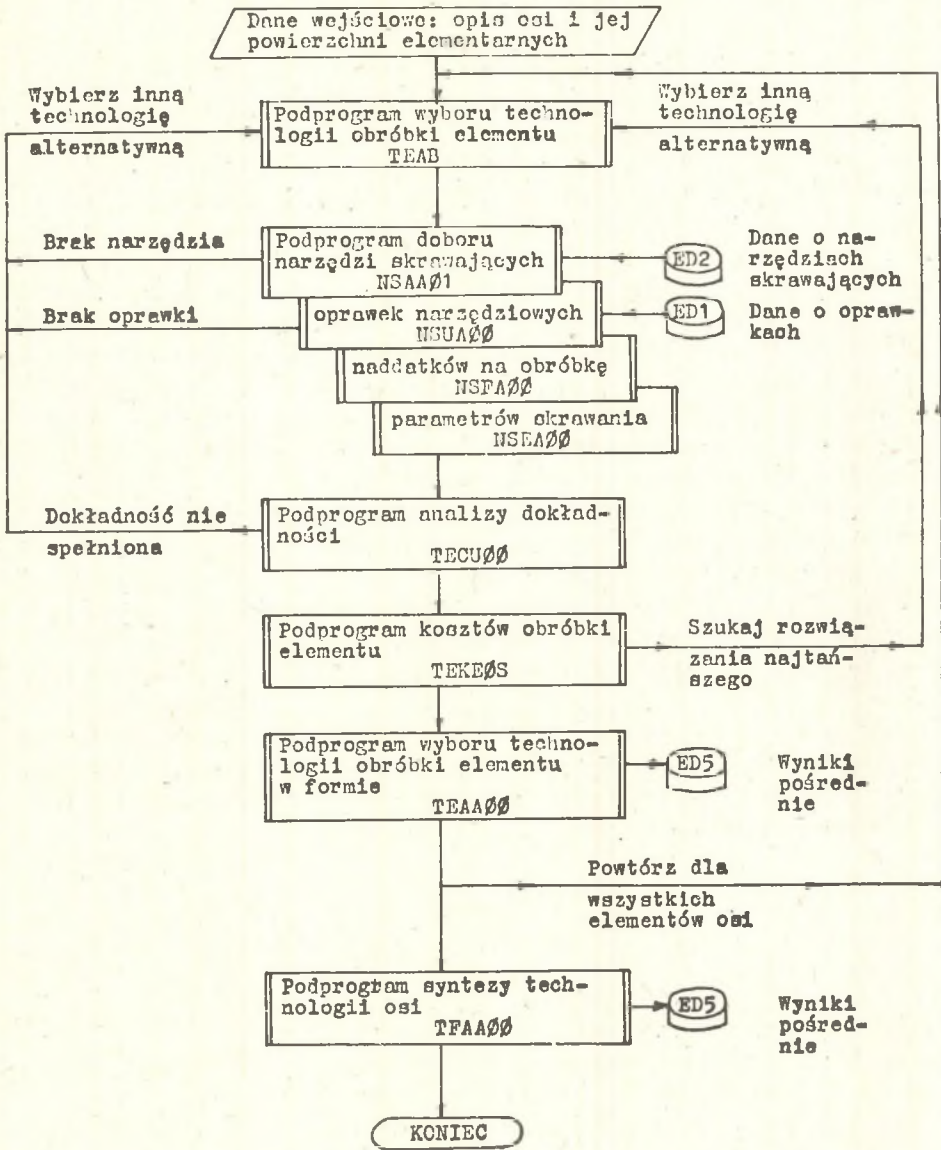 Dane wejściowe: opis osi i jej
powierzchni elementarnych
Wybierz inną
technologię
alternatywną
Podprogram wyboru techno-
logii obróbki elementu
TEAB
Wybierz inną
technologię
alternatywną
Brak narzędzia
Podprogram doboru
narzędzi skrawających
NSAAØ1
ED2
Dane o na-
rzędziach
skrawających
Brak oprawki
oprawek narzędziowych
NSUAØØ
ED1
Dane o opraw-
kach
naddatków na obróbkę
NSFAØØ
parametrów skrawania
NSEAØØ
Dokładność nie
spełniona
Podprogram analizy dokład-
ności
TECUØØ
Podprogram kosztów obróbki
elementu
TEKEØS
Szukaj rozwią-
zania najtań-
szego
Podprogram wyboru techno-
logii obróbki elementu
w formie
TEAAØØ
ED5
Wyniki
pośred-
nie
Powtórz dla
wszystkich
elementów osi
Podprogram syntezy tech-
nologii osi
TFAAØØ
ED5
Wyniki
pośred-
nie
KONIEC